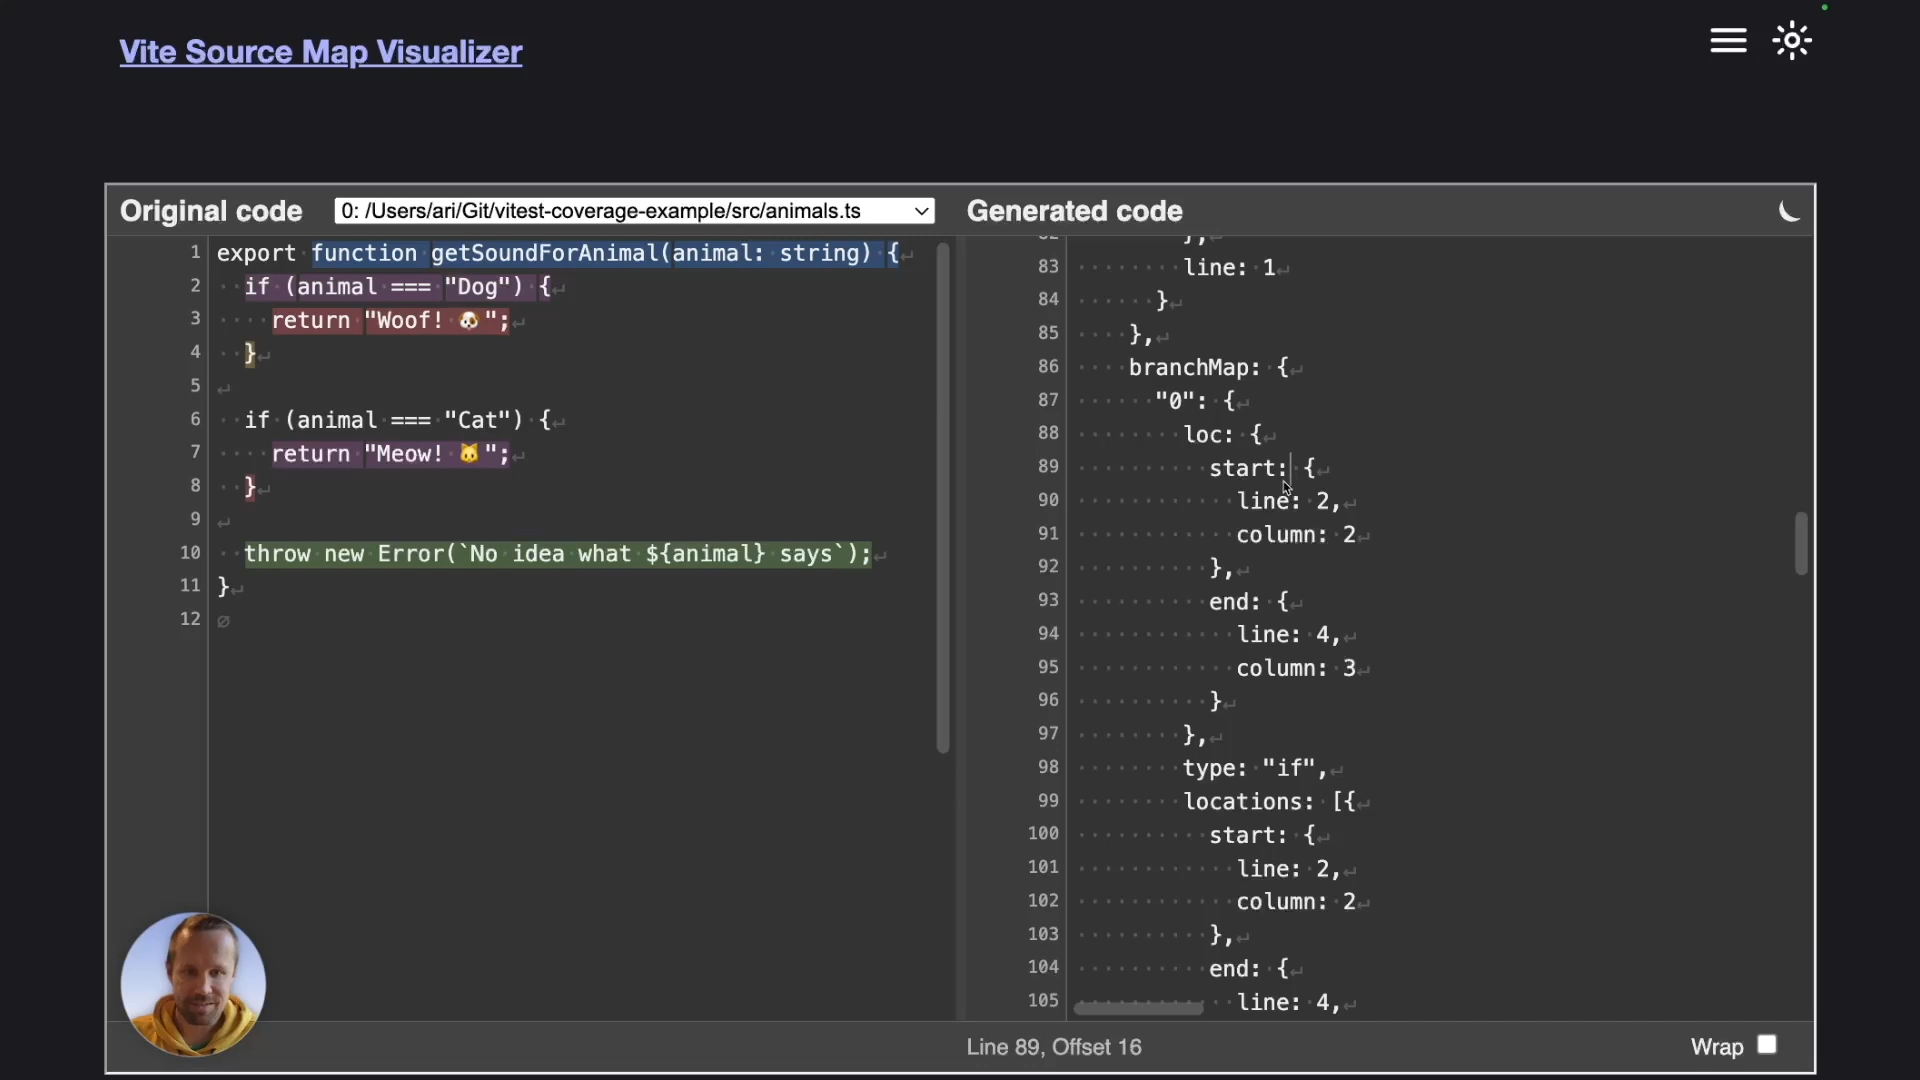 Vite Source Map Visualizer
Original code
0: /Users/ari/Git/vitest-coverage-example/src/animals.ts
1 export function getSoundForAnimal(animal: string) {
2 if (animal === "Dog") {
3 return "Woof! 🐶 ";
4 }
5
6 if (animal === "Cat") {
7 return "Meow! 🐱 ";
8 }
9
10 throw new Error(`No idea what ${animal} says`);
11 }
12
Generated code
82 },
83 line: 1
84 }
85 },
86 branchMap: {
87 "0": {
88 loc: {
89 start: {
90 line: 2,
91 column: 2
92 },
93 end: {
94 line: 4,
95 column: 3
96 }
97 },
98 type: "if",
99 locations: [{
100 start: {
101 line: 2,
102 column: 2
103 },
104 end: {
105 line: 4,
Line 89, Offset 16
Wrap